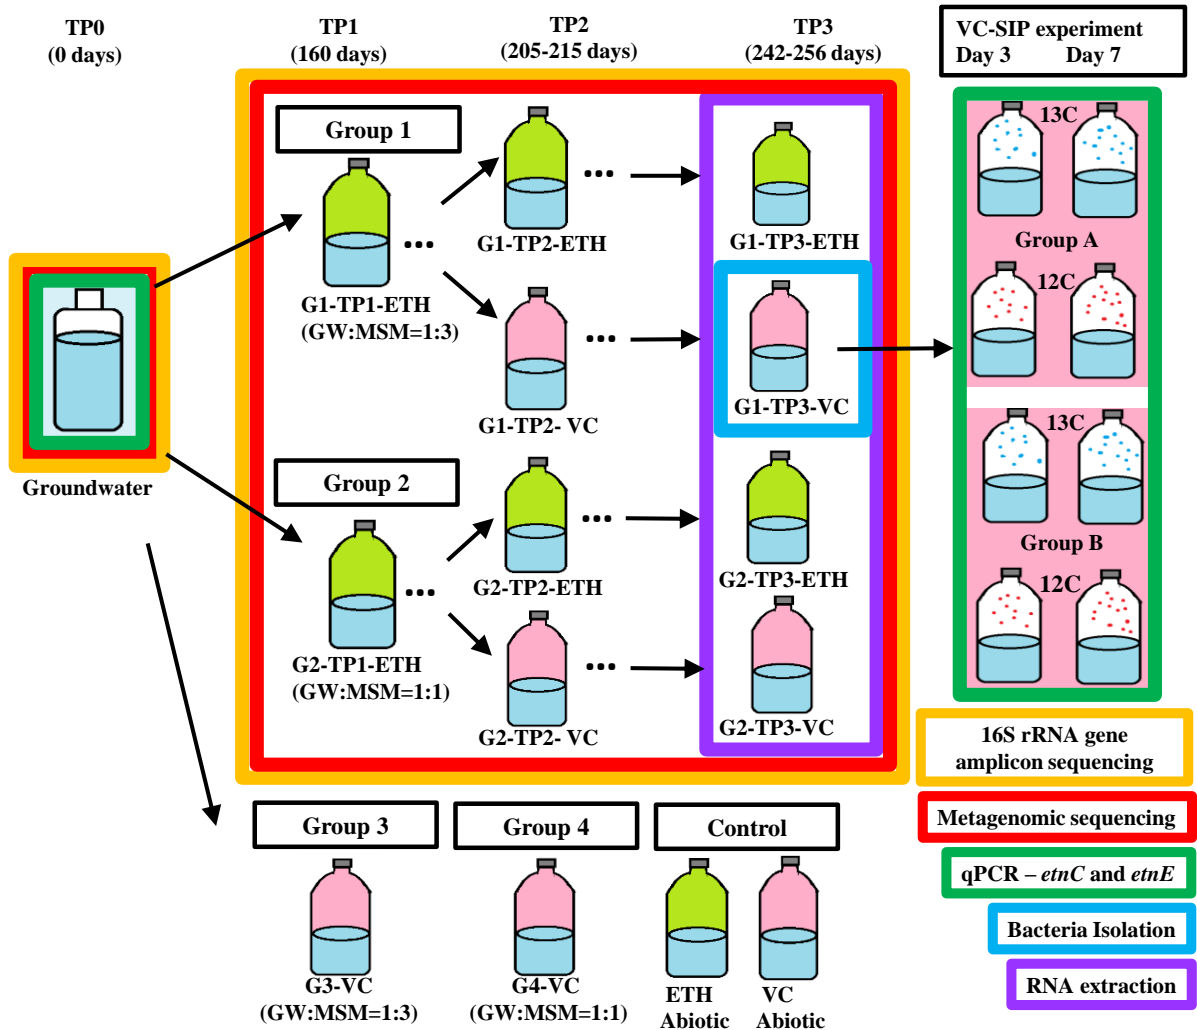 TP0
(0 days)
TP1
(160 days)
TP2
(205-215 days)
TP3
(242-256 days)
VC-SIP experiment
Day 3 Day 7
Groundwater
Group 1
G1-TP1-ETH
(GW:MSM=1:3)
...
G1-TP2-ETH
...
G1-TP3-ETH
G1-TP2- VC
...
G1-TP3-VC
Group 2
G2-TP1-ETH
(GW:MSM=1:1)
...
G2-TP2-ETH
...
G2-TP3-ETH
G2-TP2- VC
...
G2-TP3-VC
13C
Group A
12C
13C
Group B
12C
Group 3
G3-VC
(GW:MSM=1:3)
Group 4
G4-VC
(GW:MSM=1:1)
Control
ETH
Abiotic
VC
Abiotic
16S rRNA gene
amplicon sequencing
Metagenomic sequencing
qPCR – etnC and etnE
Bacteria Isolation
RNA extraction